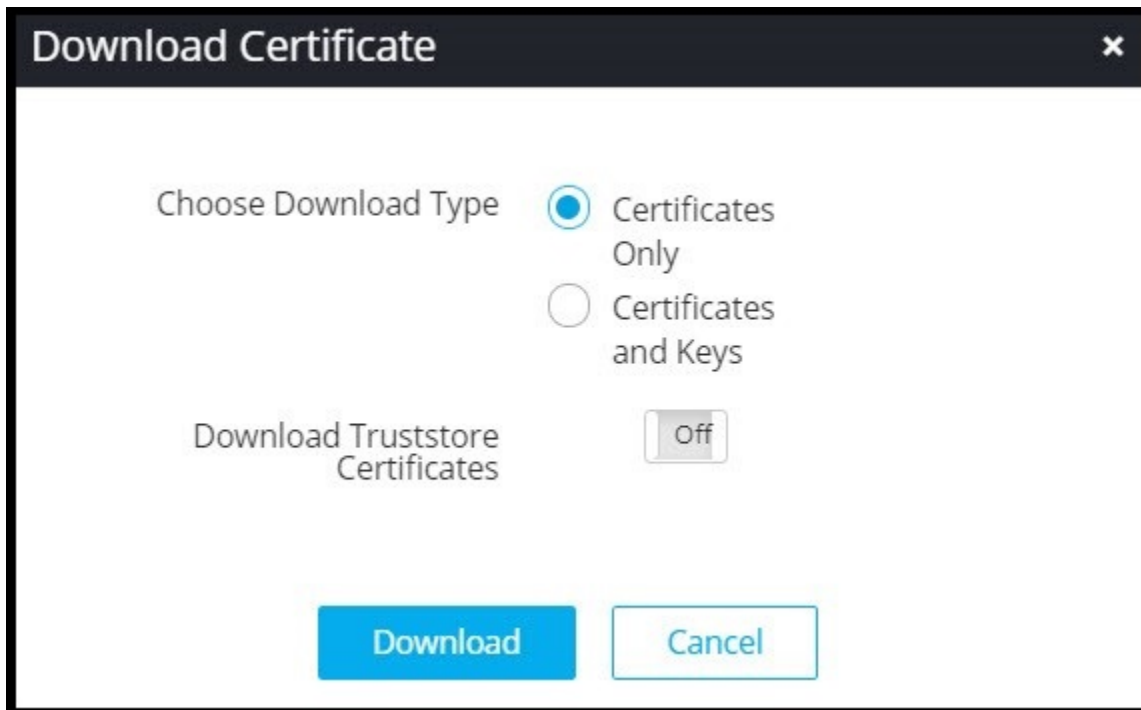 Download Certificate
Choose Download Type
Certificates
Only
Certificates
and Keys
Download Truststore
Certificates
Off
Download
Cancel